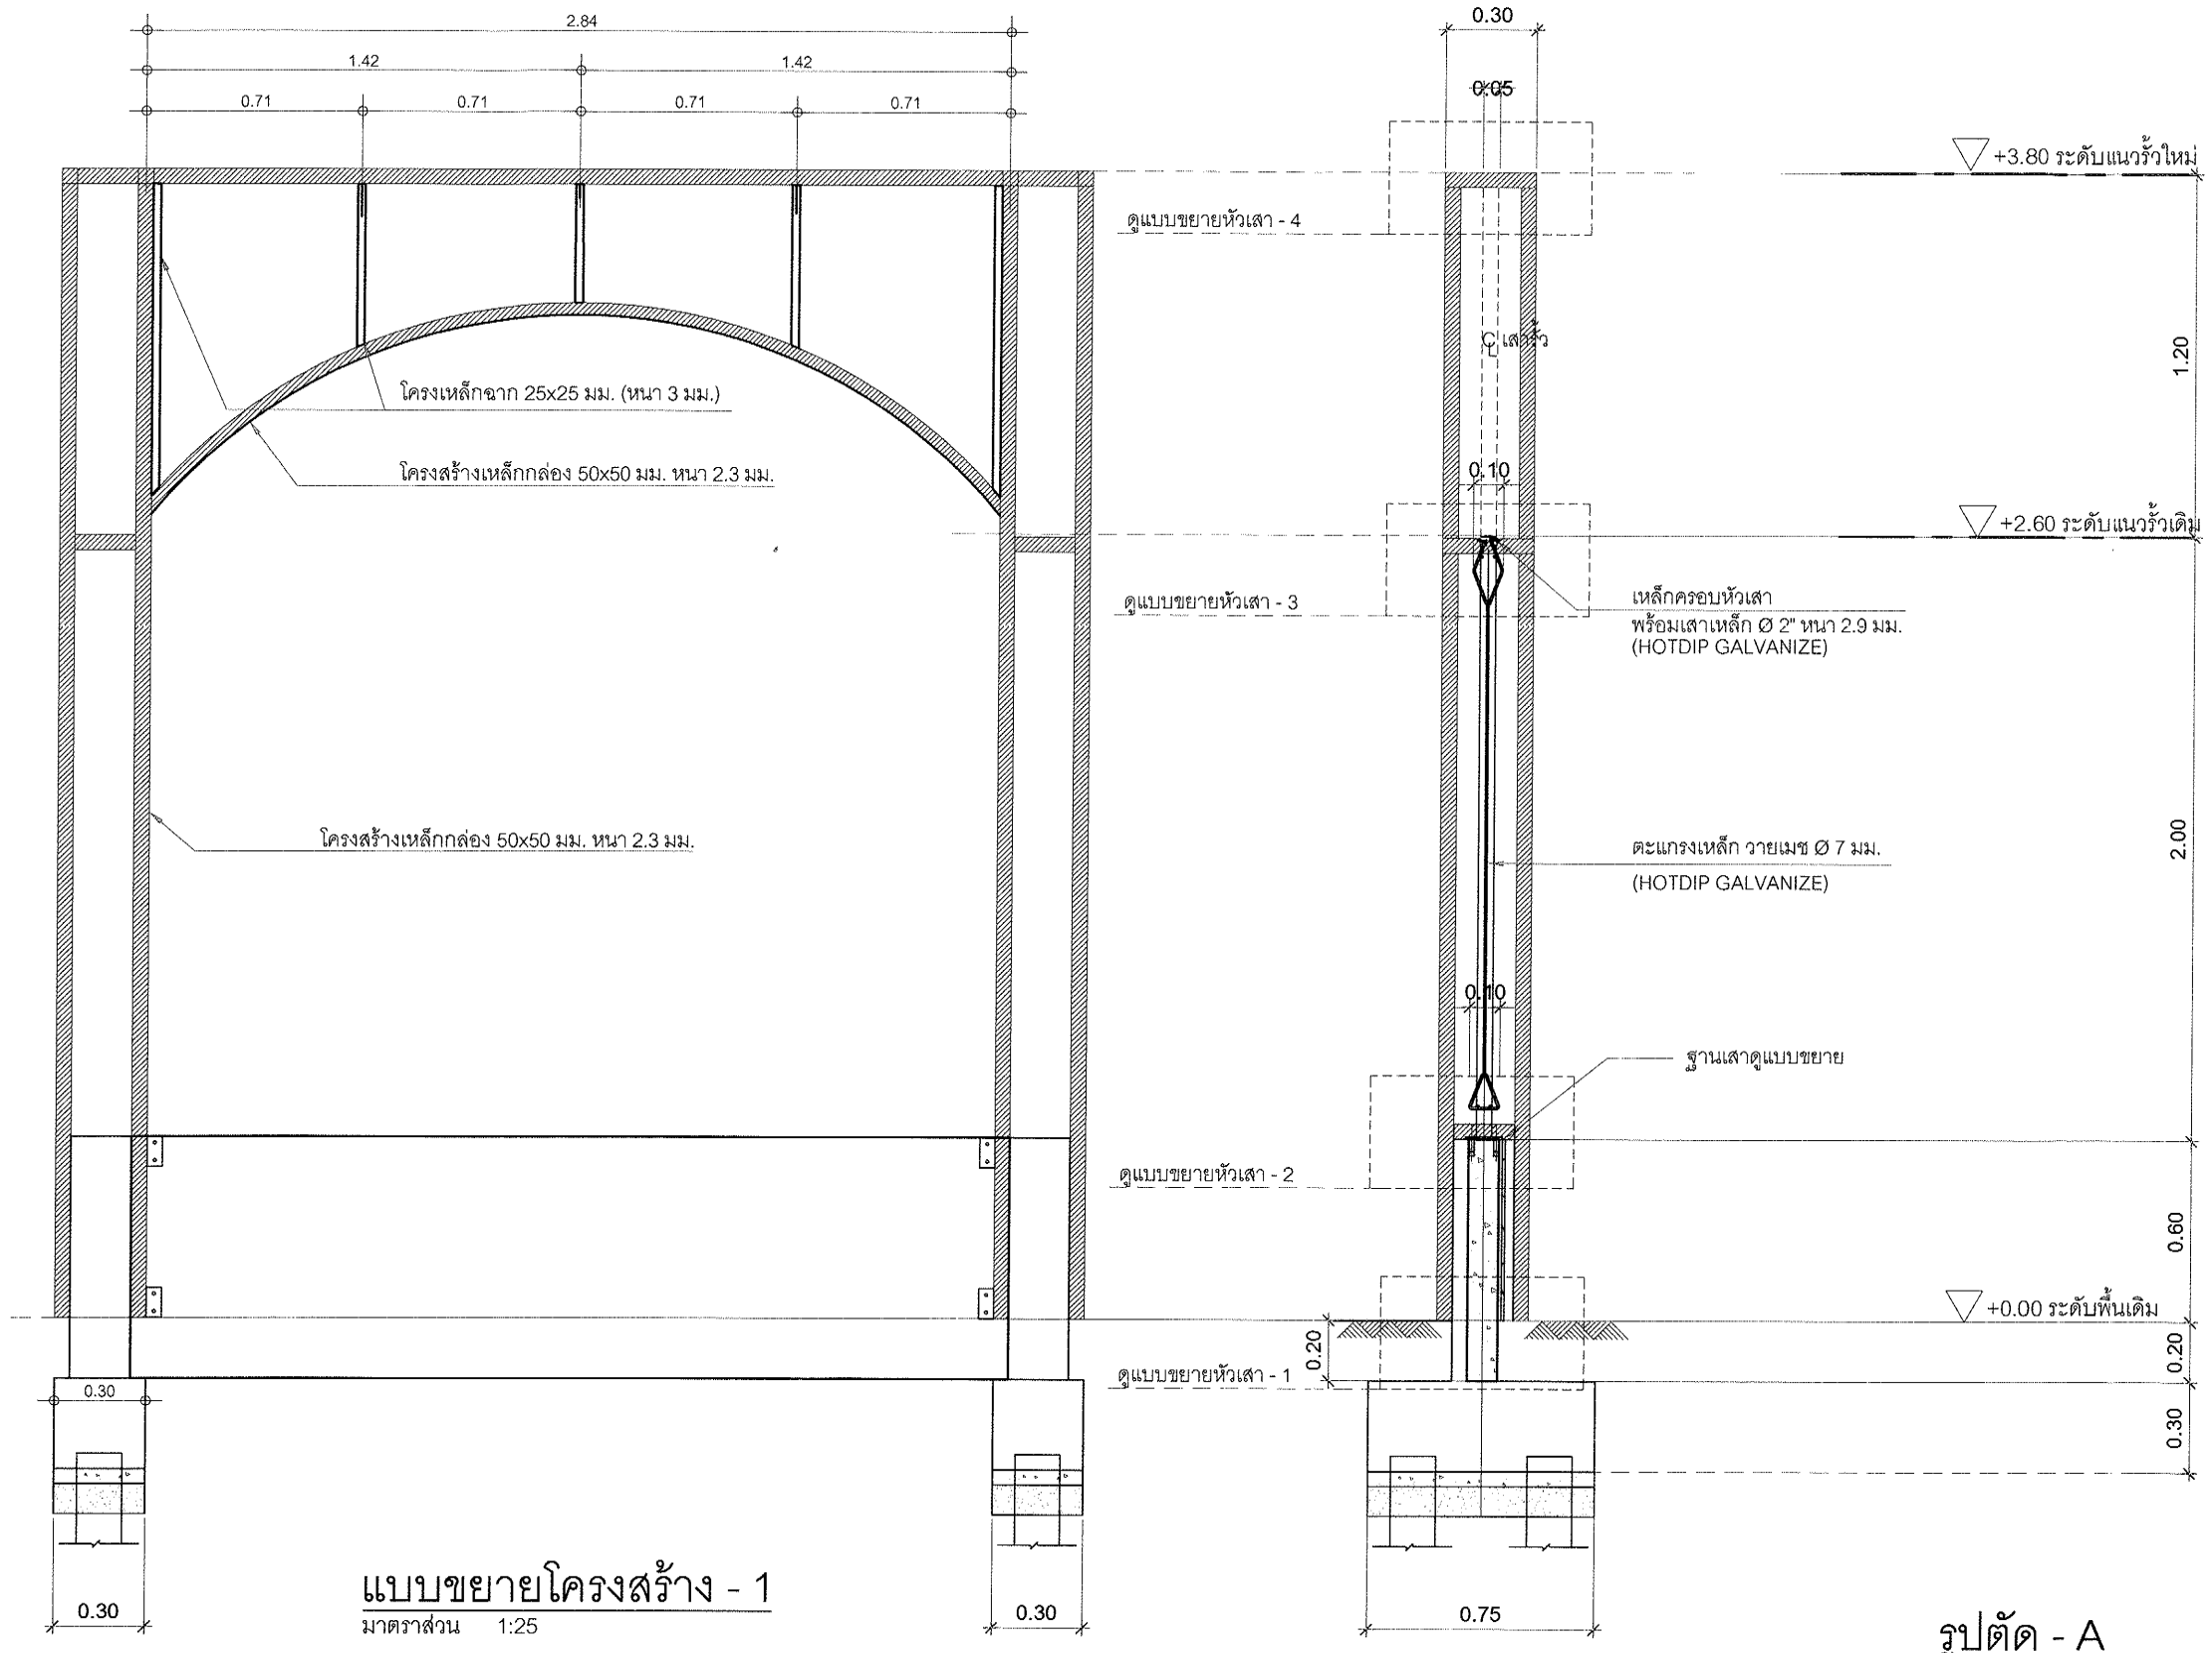 2.84
1.42
1.42
0.71
0.71
0.71
0.71
โครงเหล็กฉาก 25x25 มม. (หนา 3 มม.)
โครงสร้างเหล็กกล่อง 50x50 มม. หนา 2.3 มม.
โครงสร้างเหล็กกล่อง 50x50 มม. หนา 2.3 มม.
0.30
0.30
0.30
แบบขยายโครงสร้าง - 1
มาตราส่วน 1:25
0.30
0.05
+3.80 ระดับแนวรั้วใหม่
ดูแบบขยายหัวเสา - 4
℄ เสารั้ว
1.20
0.10
+2.60 ระดับแนวรั้วเดิม
ดูแบบขยายหัวเสา - 3
เหล็กครอบหัวเสา
พร้อมเสาเหล็ก Ø 2" หนา 2.9 มม.
(HOTDIP GALVANIZE)
2.00
ตะแกรงเหล็ก วายเมช Ø 7 มม.
(HOTDIP GALVANIZE)
0.10
ฐานเสาดูแบบขยาย
ดูแบบขยายหัวเสา - 2
0.60
+0.00 ระดับพื้นเดิม
0.20
0.20
ดูแบบขยายหัวเสา - 1
0.30
0.75
รูปตัด - A